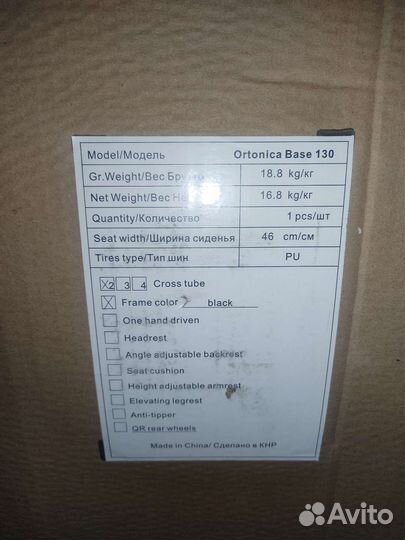 Model/Модель Ortonica Base 130
Gr.Weight/Вес Брутто 18.8 kg/кг
Net Weight/Вес Не 16.8 kg/кг
Quantity/Количество 1 pcs/шт
Seat width/Ширина сиденья 46 cm/см
Tires type/Тип шин PU
X2 3 4 Cross tube
X Frame color black
One hand driven
Headrest
Angle adjustable backrest
Seat cushion
Height adjustable armrest
Elevating legrest
Anti-tipper
QR rear wheels
Made in China/ Сделано в КНР
Avito